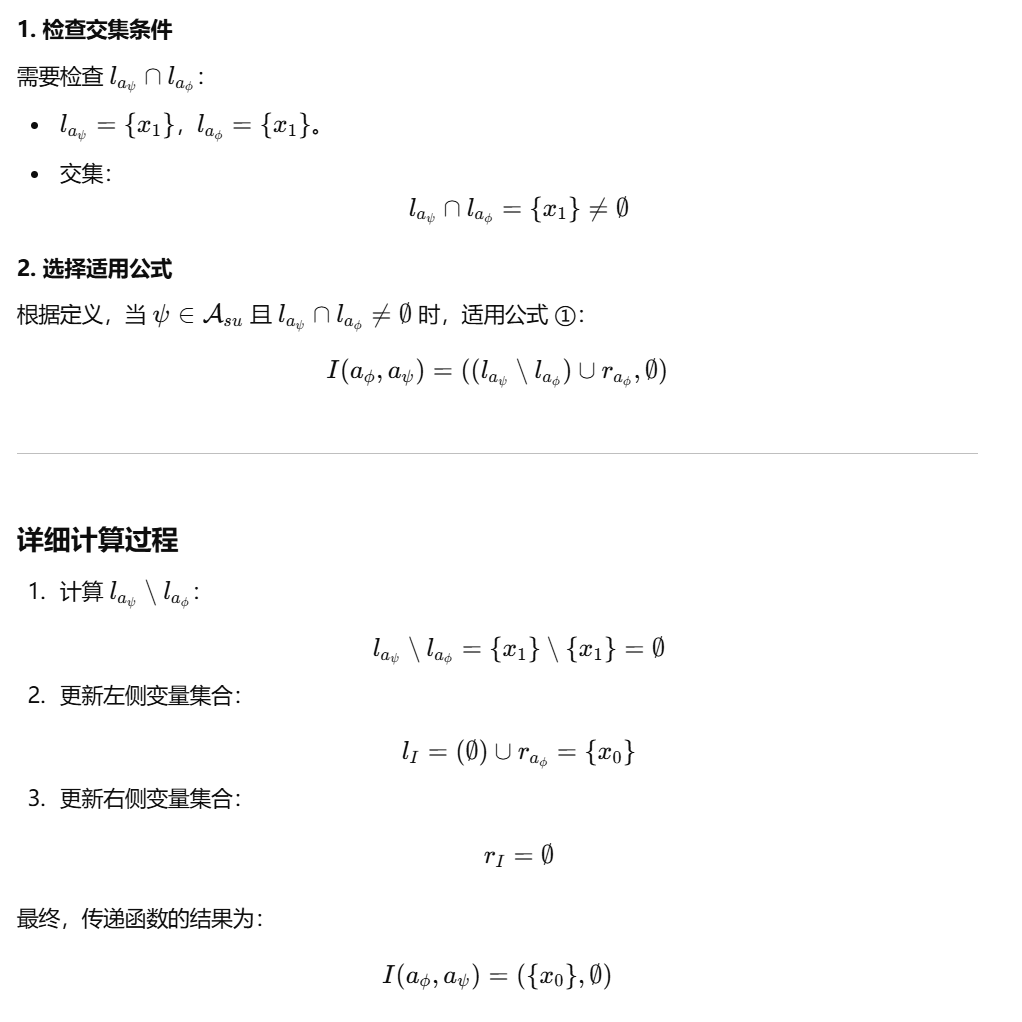 1. 检查交集条件
需要检查 $l_{a_\psi} \cap l_{a_\phi}$：
• $l_{a_\psi} = \{x_1\}$，$l_{a_\phi} = \{x_1\}$。
• 交集：
$l_{a_\psi} \cap l_{a_\phi} = \{x_1\} \neq \emptyset$
2. 选择适用公式
根据定义，当 $\psi \in \mathcal{A}_{su}$ 且 $l_{a_\psi} \cap l_{a_\phi} \neq \emptyset$ 时，适用公式 ①：
$I(a_\phi, a_\psi) = ((l_{a_\psi} \setminus l_{a_\phi}) \cup r_{a_\phi}, \emptyset)$
详细计算过程
1. 计算 $l_{a_\psi} \setminus l_{a_\phi}$：
$l_{a_\psi} \setminus l_{a_\phi} = \{x_1\} \setminus \{x_1\} = \emptyset$
2. 更新左侧变量集合：
$l_I = (\emptyset) \cup r_{a_\phi} = \{x_0\}$
3. 更新右侧变量集合：
$r_I = \emptyset$
最终，传递函数的结果为：
$I(a_\phi, a_\psi) = (\{x_0\}, \emptyset)$